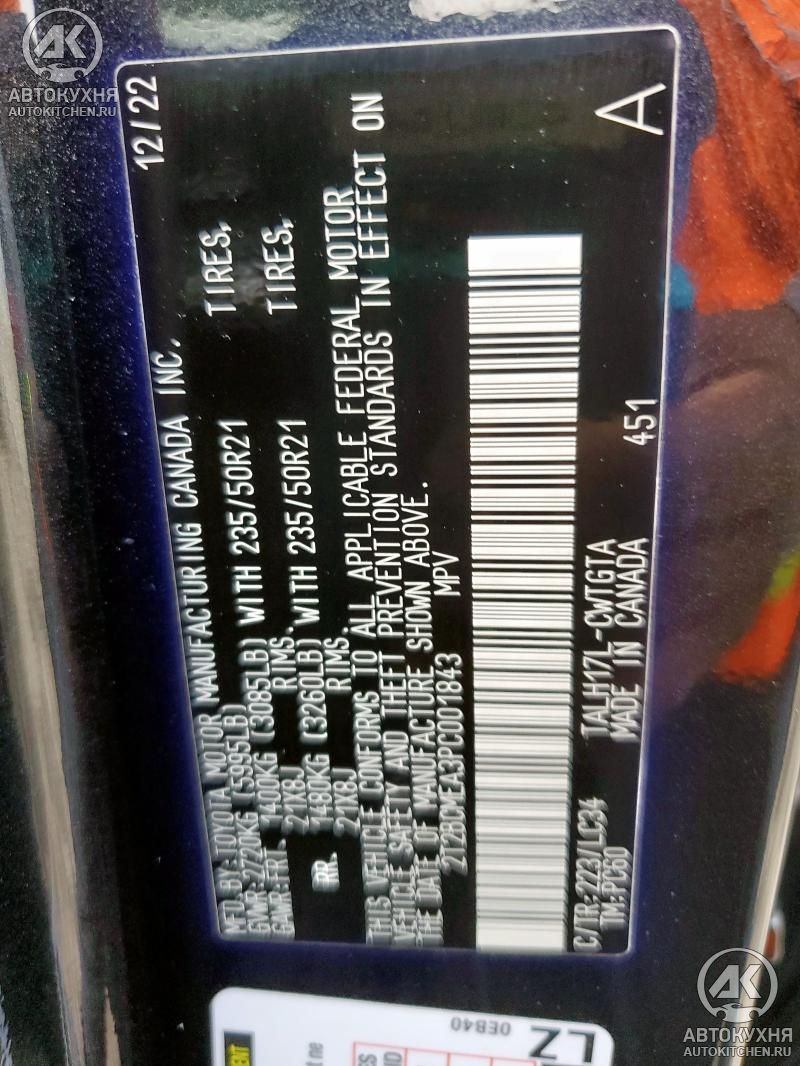 MFD.BY:TOYOTA MOTOR MANUFACTURING CANADA INC. 12/22
GVWR:2720KG (5995LB)
GAWR:FRT. 1400KG (3085LB) WITH 235/50R21 TIRES,
21X8J RIMS.
RR. 1480KG (3260LB) WITH 235/50R21 TIRES,
21X8J RIMS.
THIS VEHICLE CONFORMS TO ALL APPLICABLE FEDERAL MOTOR
VEHICLE SAFETY AND THEFT PREVENTION STANDARDS IN EFFECT ON
THE DATE OF MANUFACTURE SHOWN ABOVE.
2T2BCMEA3PC001843 MPV
C/TR:223/LC34 TALH17L-CWTGTA
TM:PC60 MADE IN CANADA 451 A
0EB40
LZ
АВТОКУХНЯ
AUTOKITCHEN.RU
АВТОКУХНЯ
AUTOKITCHEN.RU